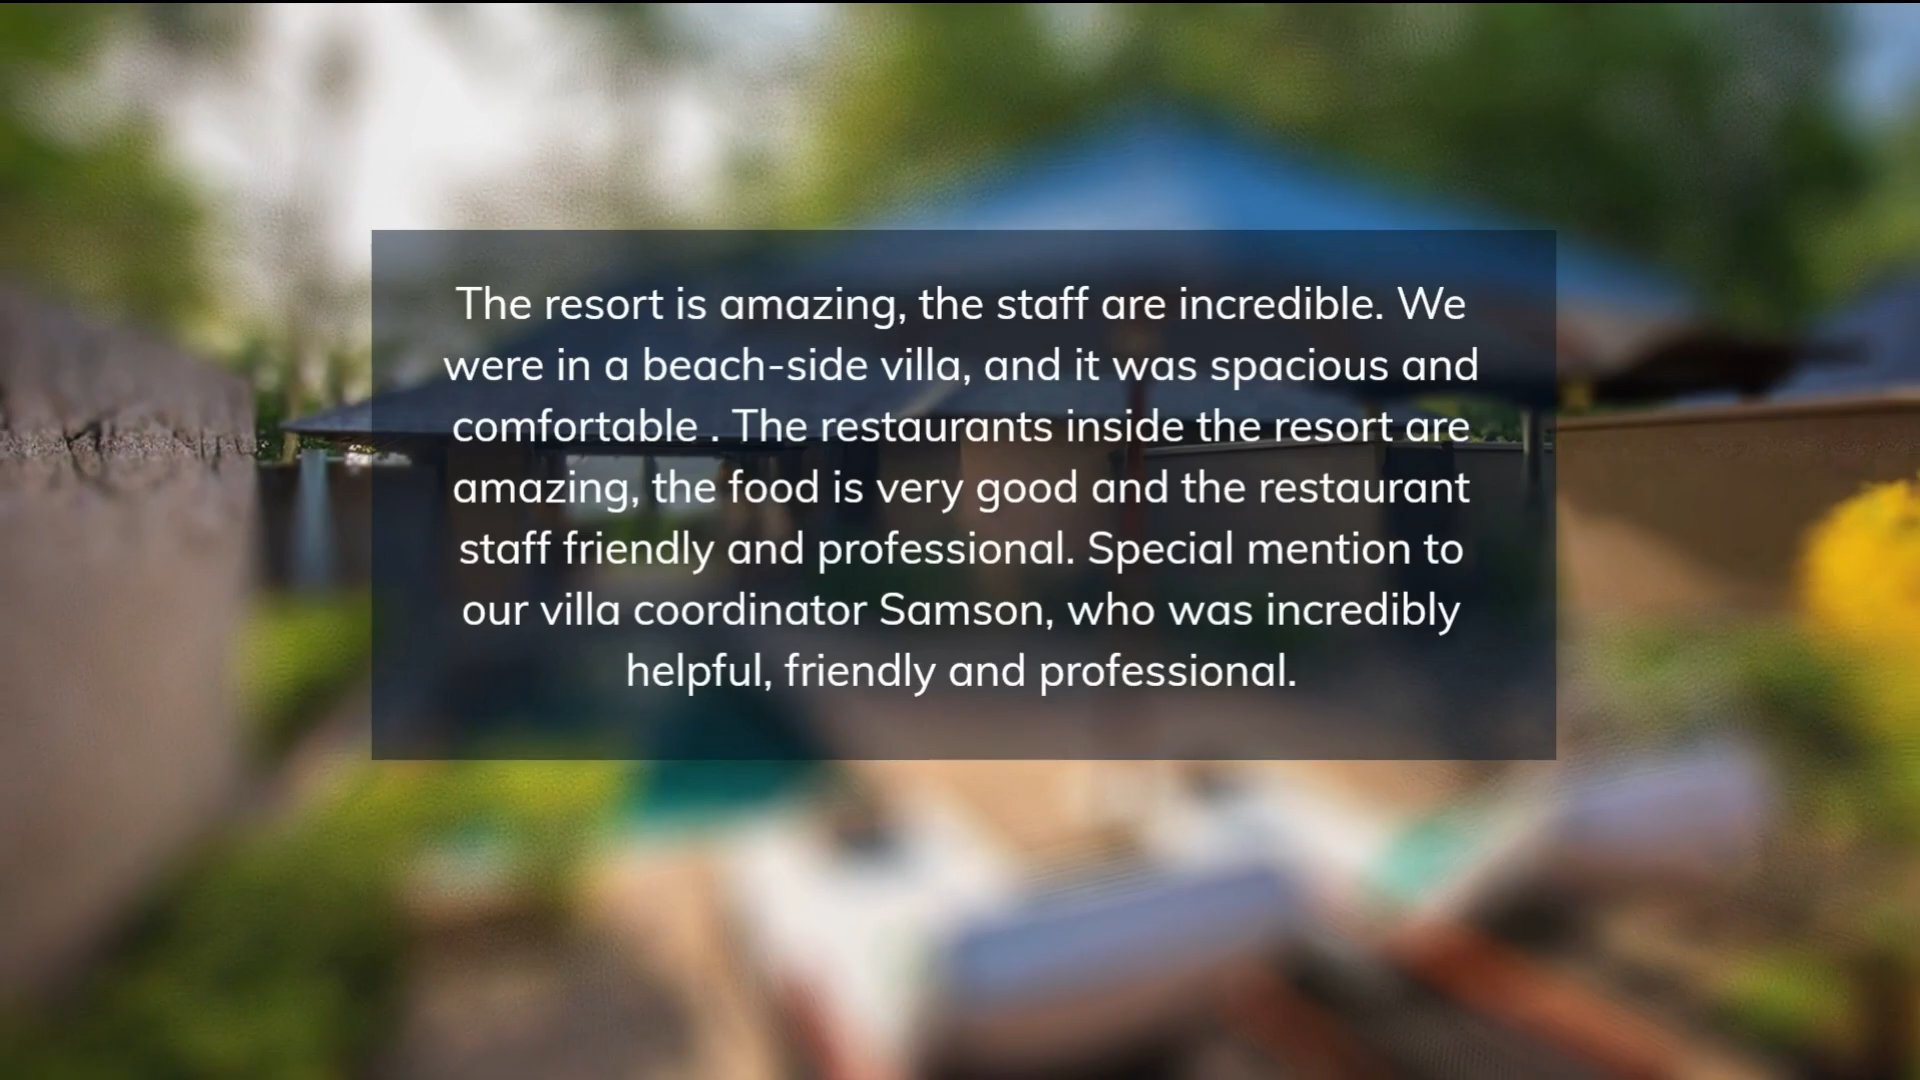 The resort is amazing, the staff are incredible. We
were in a beach-side villa, and it was spacious and
comfortable . The restaurants inside the resort are
amazing, the food is very good and the restaurant
staff friendly and professional. Special mention to
our villa coordinator Samson, who was incredibly
helpful, friendly and professional.